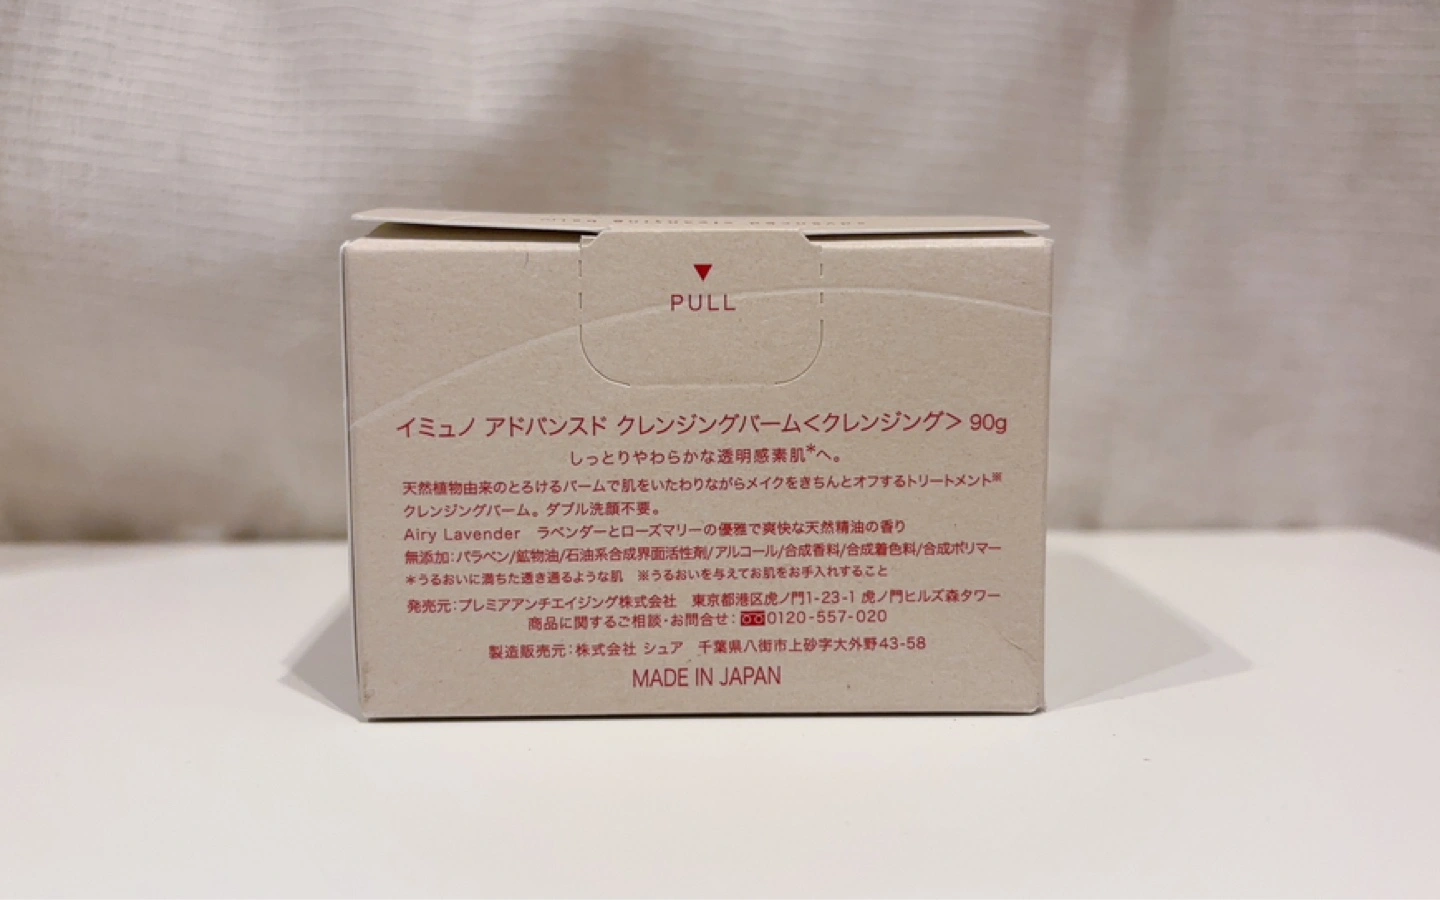 ▼
PULL
イミュノ アドバンスド クレンジングバーム<クレンジング> 90g
しっとりやわらかな透明感素肌*へ。
天然植物由来のとろけるバームで肌をいたわりながらメイクをきちんとオフするトリートメント※
クレンジングバーム。ダブル洗顔不要。
Airy Lavender ラベンダーとローズマリーの優雅で爽快な天然精油の香り
無添加：パラベン/鉱物油/石油系合成界面活性剤/アルコール/合成香料/合成着色料/合成ポリマー
*うるおいに満ちた透き通るような肌 ※うるおいを与えてお肌をお手入れすること
発売元：プレミアアンチエイジング株式会社 東京都港区虎ノ門1-23-1 虎ノ門ヒルズ森タワー
商品に関するご相談・お問合せ：0120-557-020
製造販売元：株式会社 シュア 千葉県八街市上砂字大外野43-58
MADE IN JAPAN